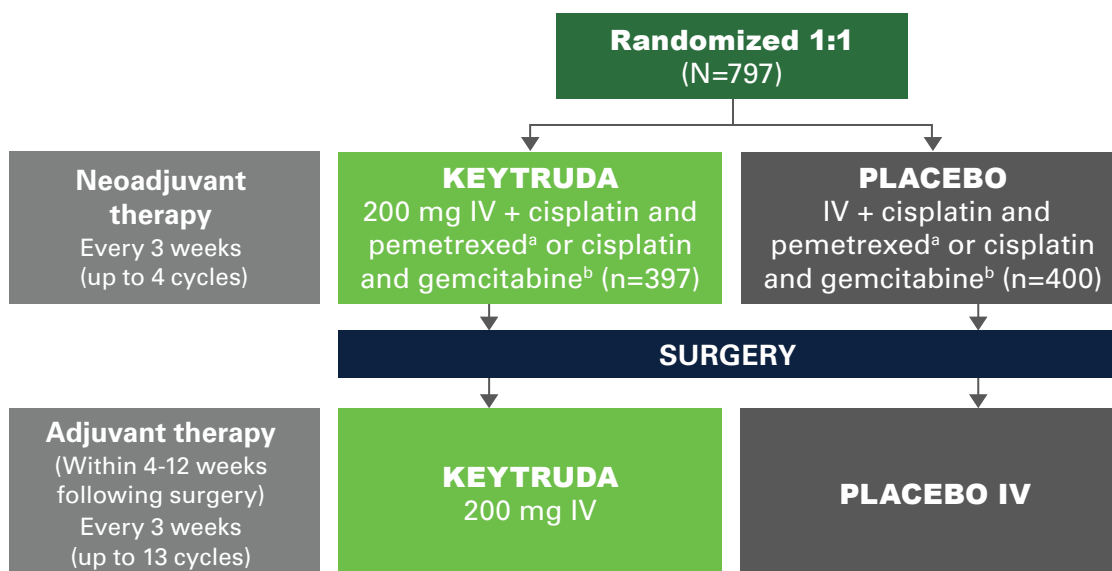 Randomized 1:1
(N=797)
Neoadjuvant
therapy
Every 3 weeks
(up to 4 cycles)
KEYTRUDA
200 mg IV + cisplatin and
pemetrexedᵃ or cisplatin
and gemcitabineᵇ (n=397)
PLACEBO
IV + cisplatin and
pemetrexedᵃ or cisplatin
and gemcitabineᵇ (n=400)
SURGERY
Adjuvant therapy
(Within 4-12 weeks
following surgery)
Every 3 weeks
(up to 13 cycles)
KEYTRUDA
200 mg IV
PLACEBO IV